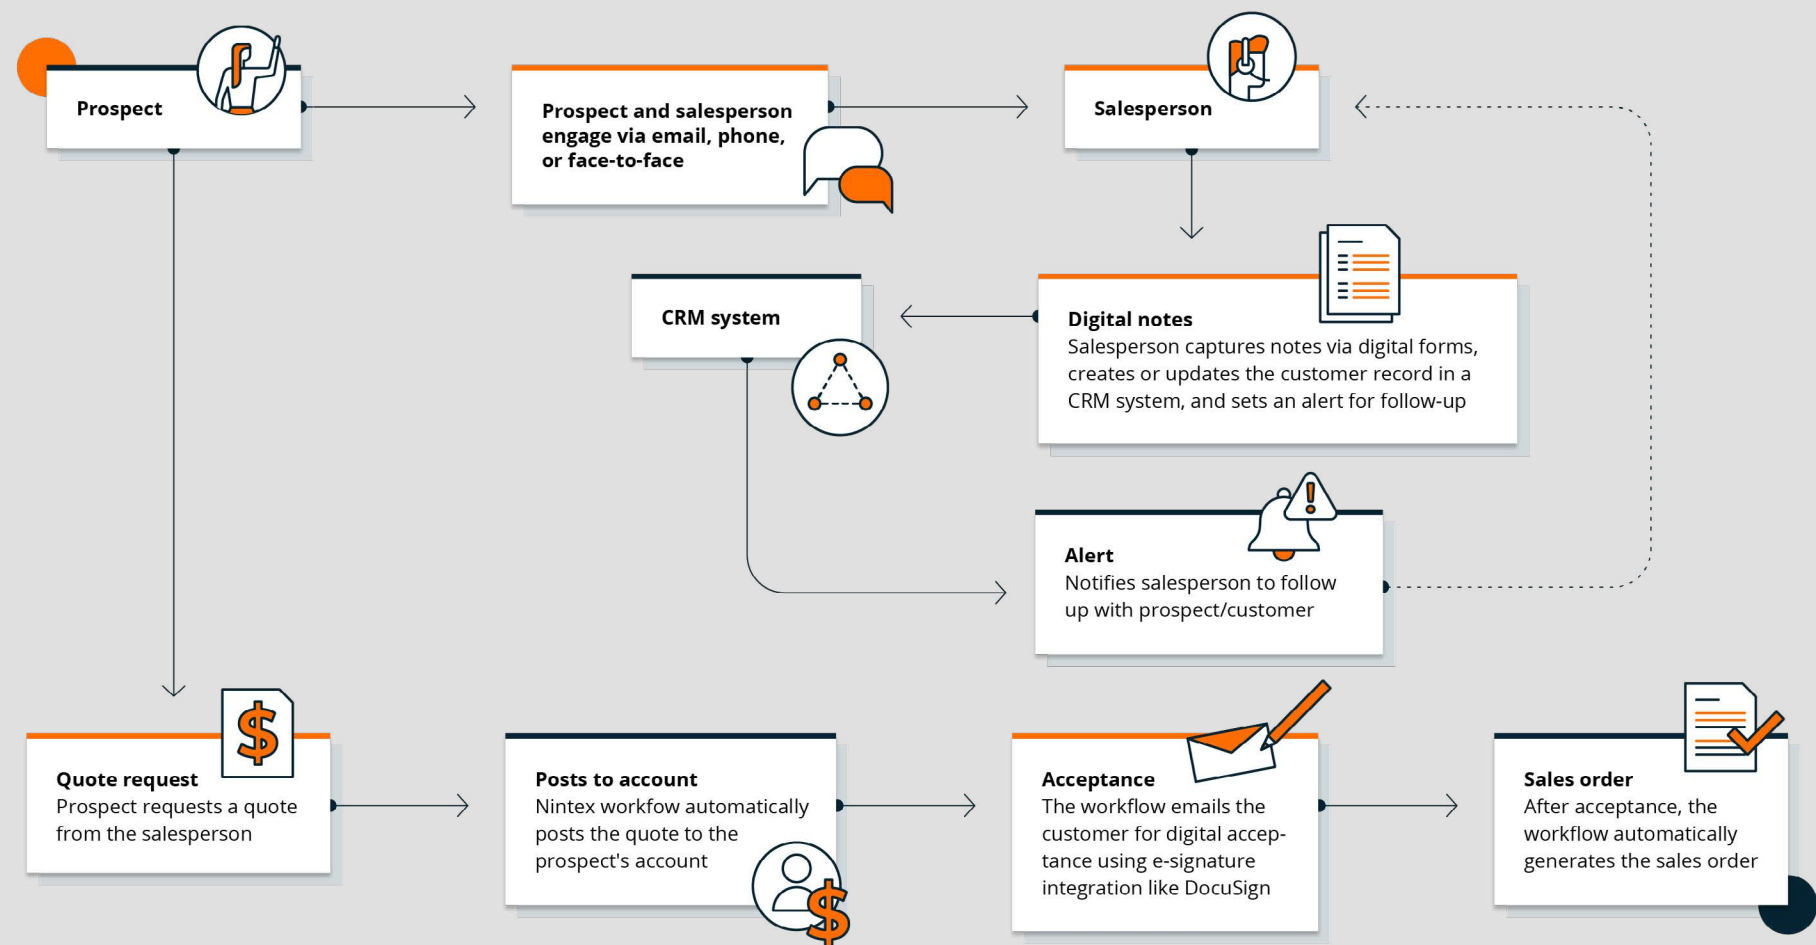 Prospect
Prospect and salesperson
engage via email, phone,
or face-to-face
Salesperson
CRM system
Digital notes
Salesperson captures notes via digital forms,
creates or updates the customer record in a
CRM system, and sets an alert for follow-up
Alert
Notifies salesperson to follow
up with prospect/customer
Quote request
Prospect requests a quote
from the salesperson
Posts to account
Nintex workfow automatically
posts the quote to the
prospect's account
Acceptance
The workflow emails the
customer for digital accep-
tance using e-signature
integration like DocuSign
Sales order
After acceptance, the
workflow automatically
generates the sales order